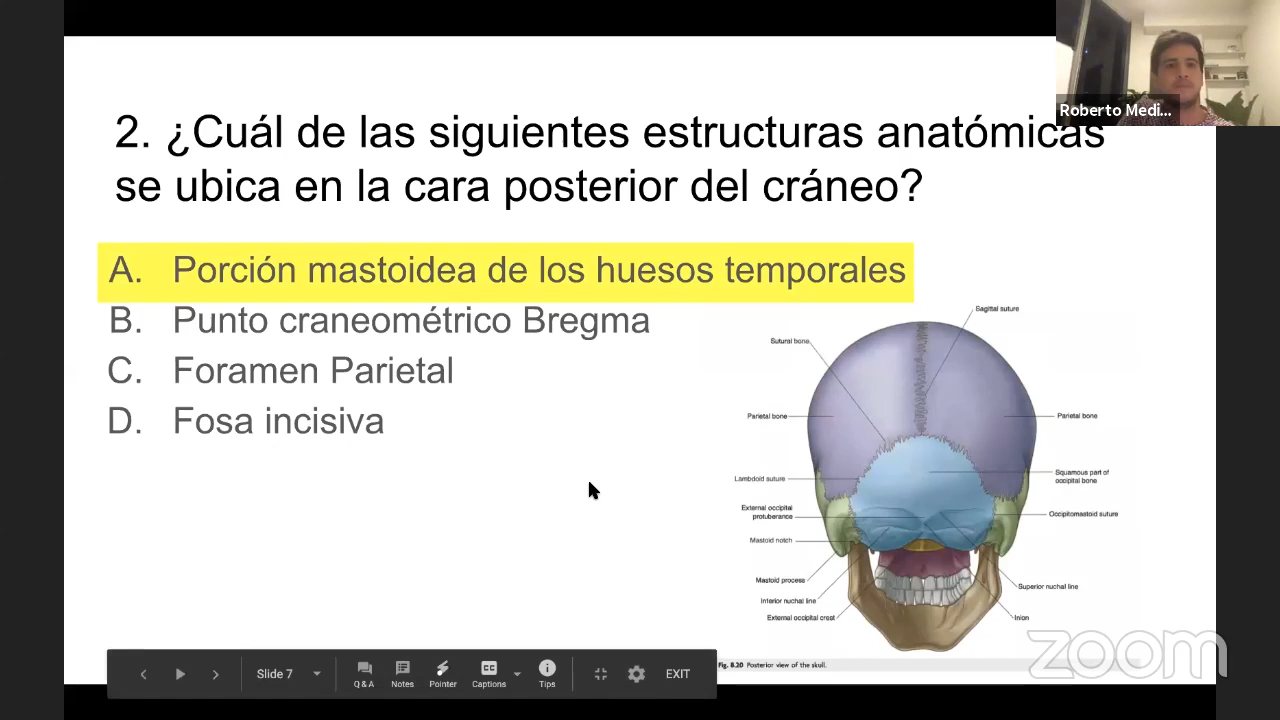 Roberto Medi...
2. ¿Cuál de las siguientes estructuras anatómicas
se ubica en la cara posterior del cráneo?
A. Porción mastoidea de los huesos temporales
B. Punto craneométrico Bregma
C. Foramen Parietal
D. Fosa incisiva
Sagittal suture
Sutural bone
Parietal bone
Parietal bone
Lambdoid suture
Squamous part of
occipital bone
External occipital
protuberance
Occipitomastoid suture
Mastoid notch
Mastoid process
Superior nuchal line
Inferior nuchal line
External occipital crest
Inion
Fig. 8.20 Posterior view of the skull.
zoom
Slide 7
Q & A
Notes
Pointer
Captions
Tips
EXIT